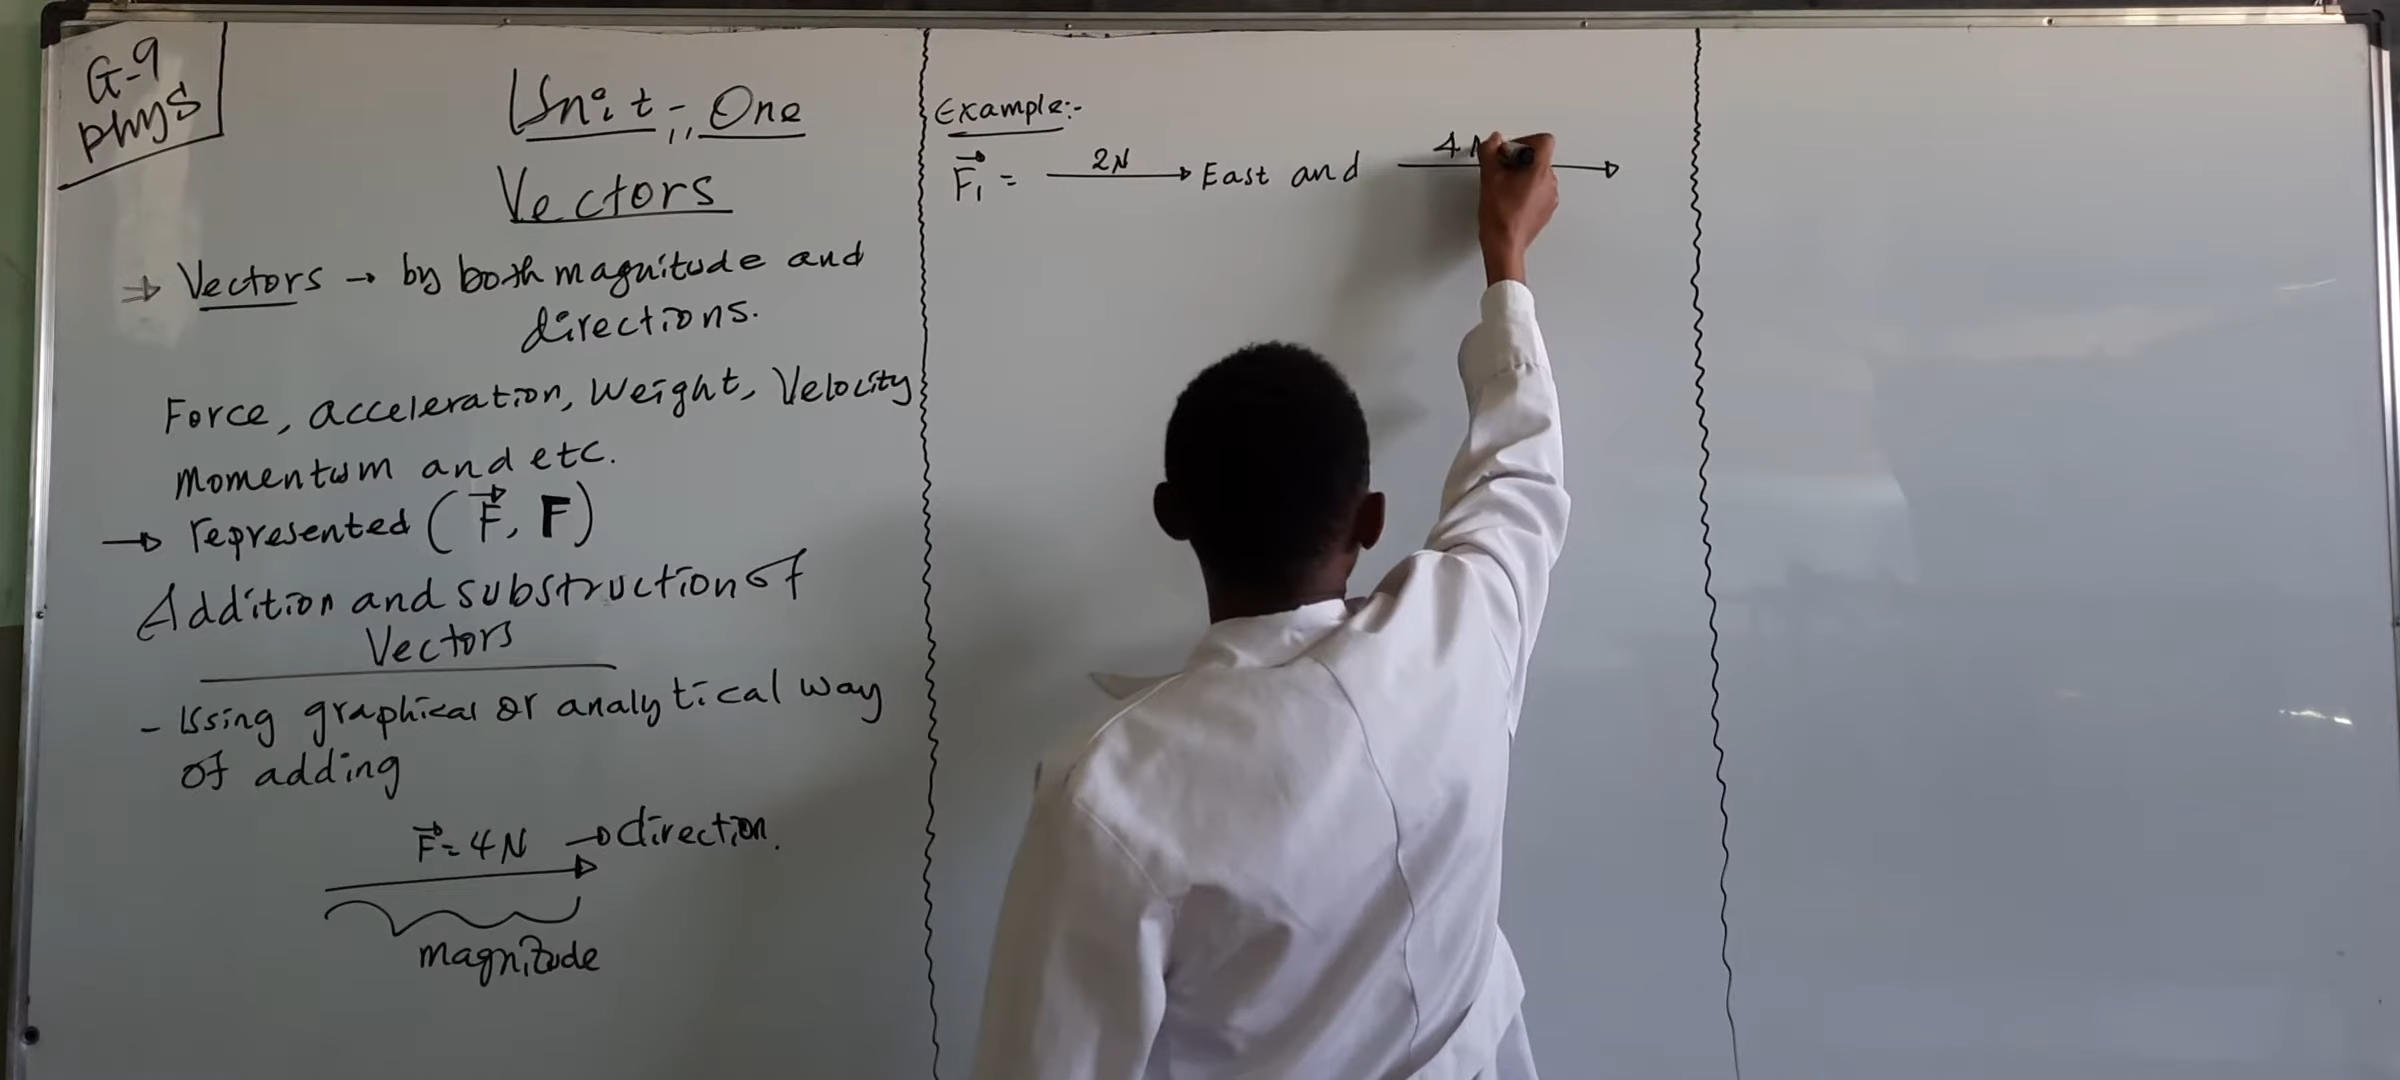 G-9
phys
Unit-,, One
Vectors
⇒ Vectors → by both magnitude and
directions.
Force, acceleration, Weight, Velocity
momentum and etc.
→ represented (F⃗, F)
Addition and substruction of
Vectors
- Using graphical or analytical way
of adding
F⃗ = 4N → direction.
magnitude
Example:-
F⃗₁ = 2N East and 4